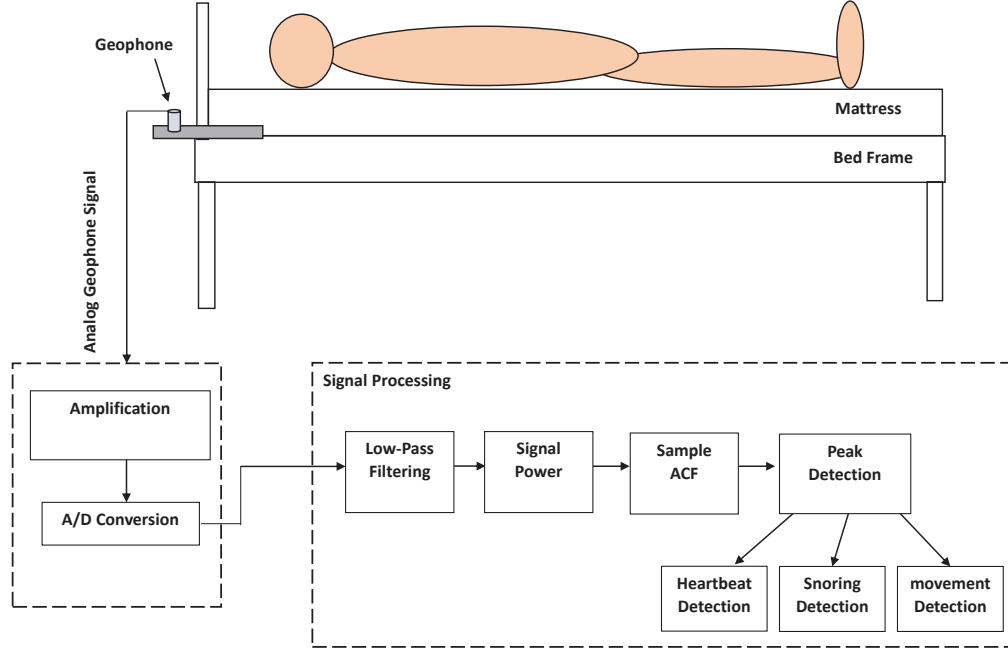 Geophone
Mattress
Bed Frame
Analog Geophone Signal
Signal Processing
Amplification
A/D Conversion
Low-Pass
Filtering
Signal
Power
Sample
ACF
Peak
Detection
Heartbeat
Detection
Snoring
Detection
movement
Detection